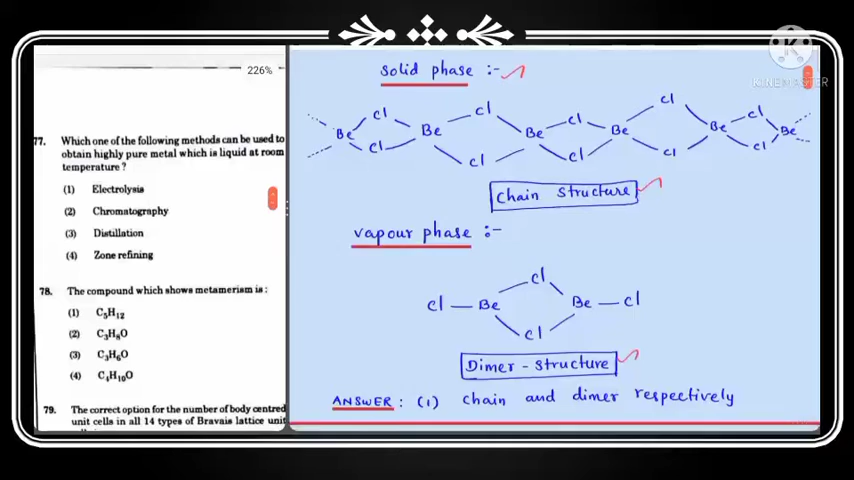 226%
77. Which one of the following methods can be used to
obtain highly pure metal which is liquid at room
temperature ?
(1) Electrolysis
(2) Chromatography
(3) Distillation
(4) Zone refining
78. The compound which shows metamerism is :
(1) C₅H₁₂
(2) C₃H₈O
(3) C₃H₆O
(4) C₄H₁₀O
79. The correct option for the number of body centred
unit cells in all 14 types of Bravais lattice unit
K
KINEMASTER
solid phase :-
Cl Cl Cl Cl Cl
Be Be Be Be Be Be
Cl Cl Cl Cl Cl
Chain structure
vapour phase :-
Cl
Cl — Be Be — Cl
Cl
Dimer - structure
ANSWER : (1) chain and dimer respectively